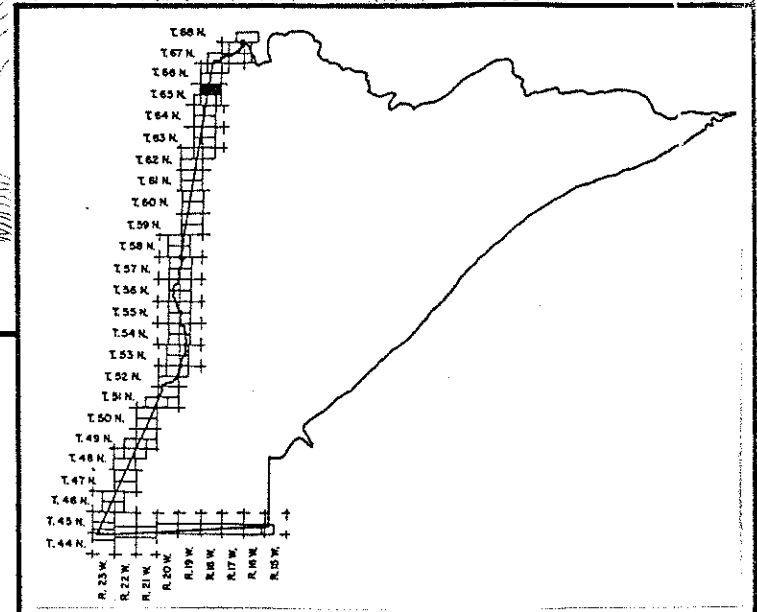 T. 68 N.
T. 67 N.
T. 66 N.
T. 65 N.
T. 64 N.
T. 63 N.
T. 62 N.
T. 61 N.
T. 60 N.
T. 59 N.
T. 58 N.
T. 57 N.
T. 56 N.
T. 55 N.
T. 54 N.
T. 53 N.
T. 52 N.
T. 51 N.
T. 50 N.
T. 49 N.
T. 48 N.
T. 47 N.
T. 46 N.
T. 45 N.
T. 44 N.
R. 23 W.
R. 22 W.
R. 21 W.
R. 20 W.
R. 19 W.
R. 18 W.
R. 17 W.
R. 16 W.
R. 15 W.